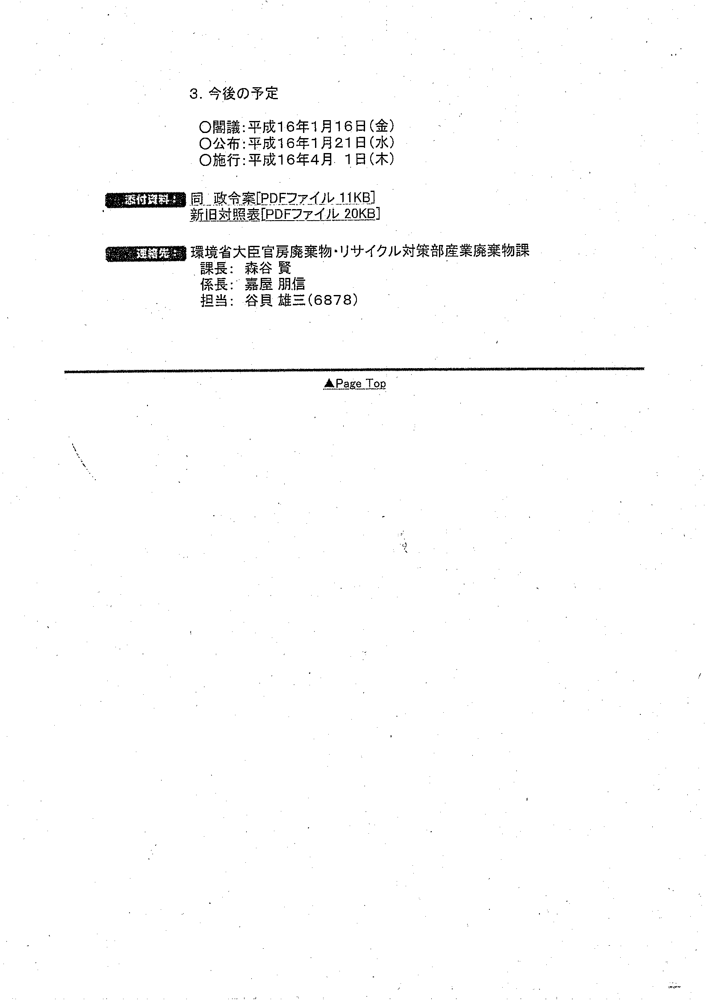 3. 今後の予定
○閣議:平成16年1月16日(金)
○公布:平成16年1月21日(水)
○施行:平成16年4月 1日(木)
添付資料 同 政令案[PDFファイル 11KB]
新旧対照表[PDFファイル 20KB]
連絡先 環境省大臣官房廃棄物・リサイクル対策部産業廃棄物課
課長: 森谷 賢
係長: 嘉屋 朋信
担当: 谷貝 雄三(6878)
▲Page Top